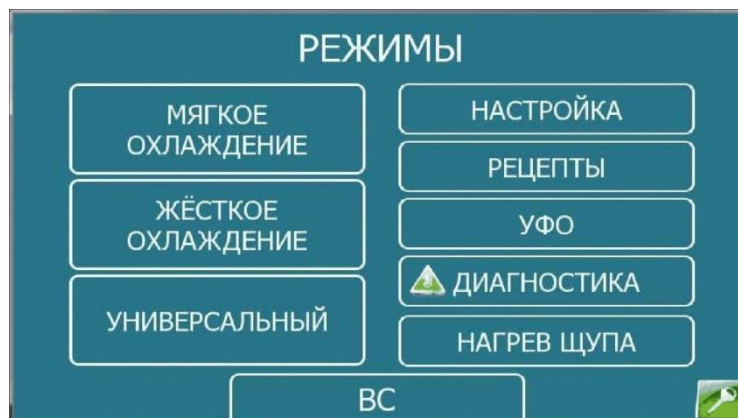 РЕЖИМЫ
МЯГКОЕ
ОХЛАЖДЕНИЕ
ЖЁСТКОЕ
ОХЛАЖДЕНИЕ
УНИВЕРСАЛЬНЫЙ
НАСТРОЙКА
РЕЦЕПТЫ
УФО
ДИАГНОСТИКА
НАГРЕВ ЩУПА
ВС